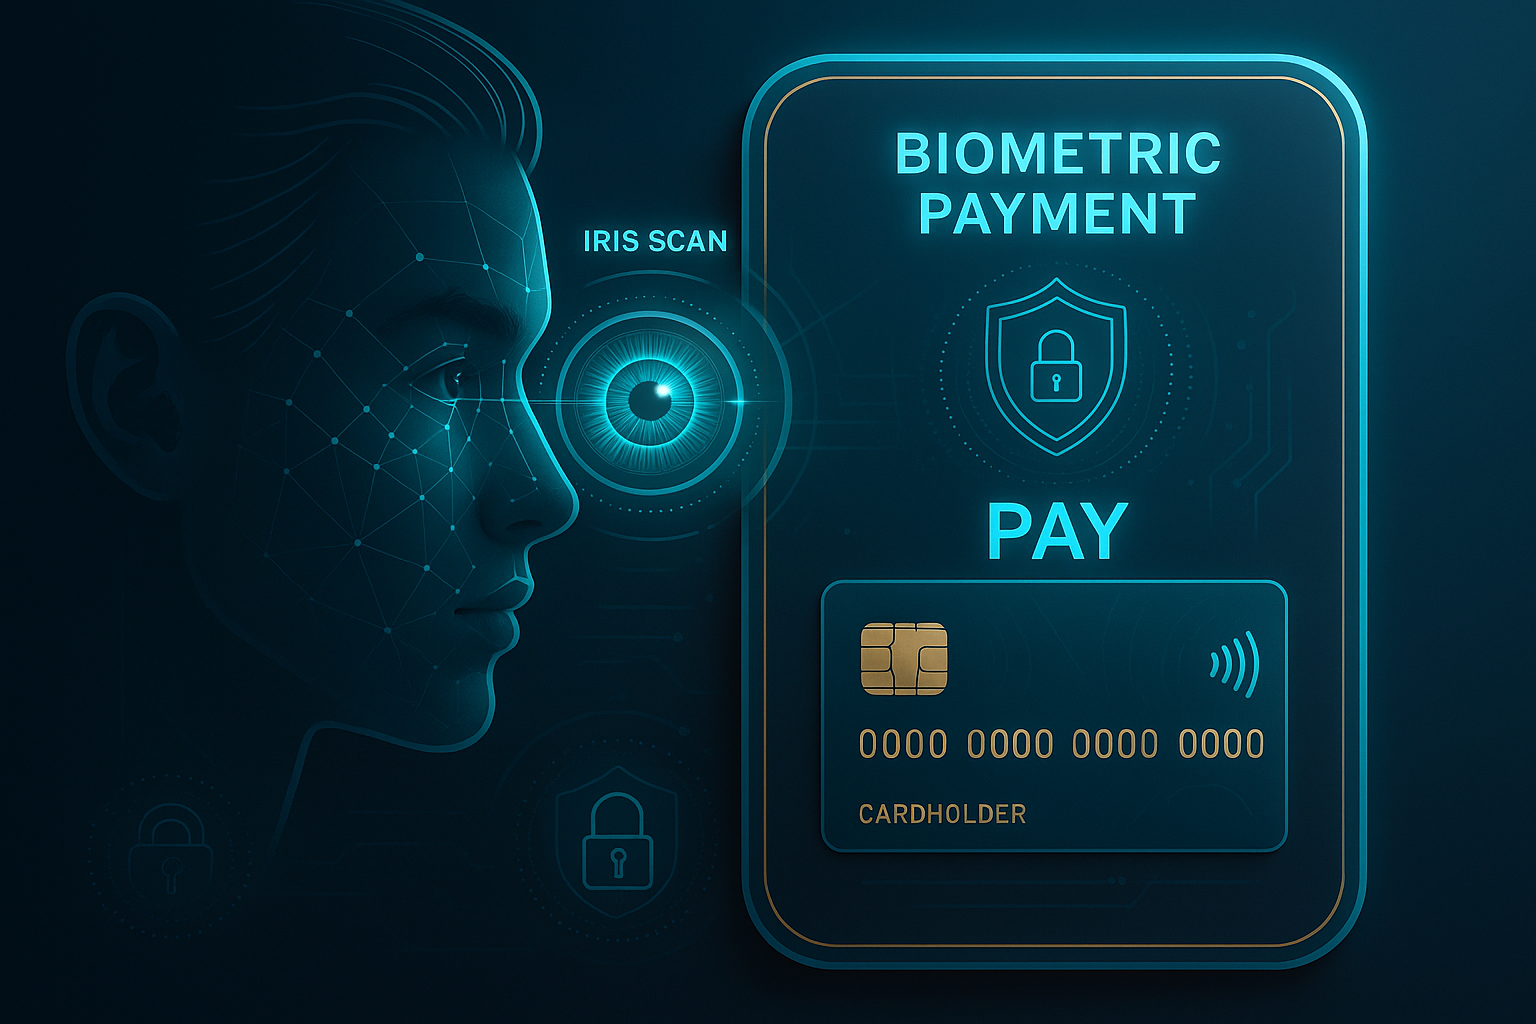 IRIS SCAN
BIOMETRIC
PAYMENT
PAY
0000 0000 0000 0000
CARDHOLDER